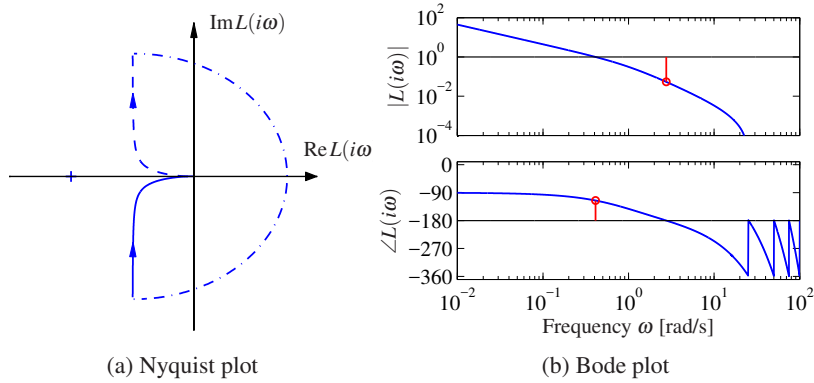 Im L(iω)
Re L(iω
(a) Nyquist plot
|L(iω)|
10^2
10^0
10^−2
10^−4
∠L(iω)
0
−90
−180
−270
−360
10^−2
10^−1
10^0
10^1
10^2
Frequency ω [rad/s]
(b) Bode plot